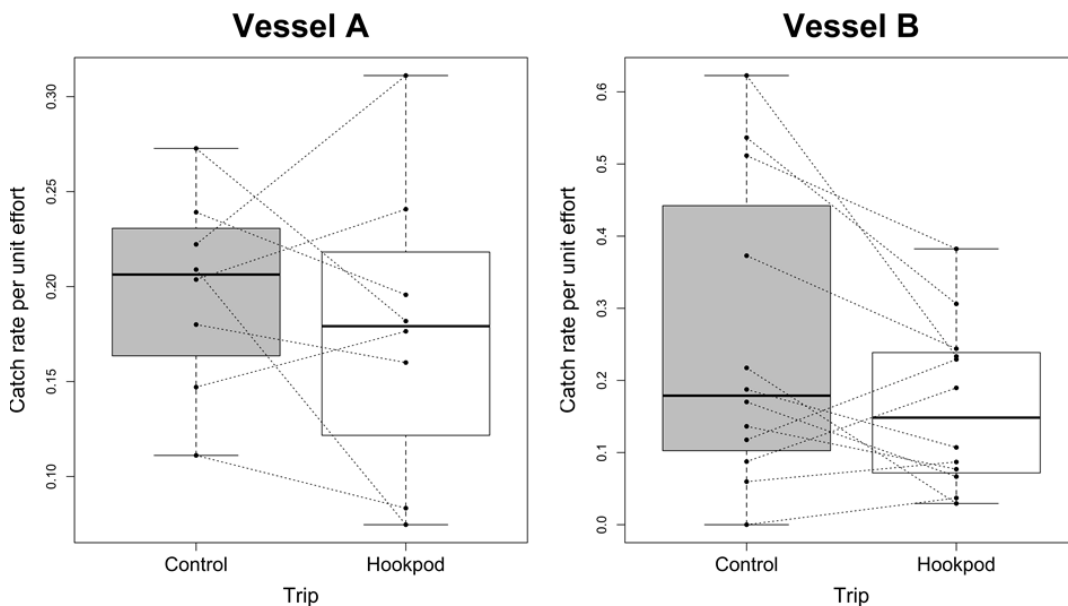 Vessel A
Catch rate per unit effort
0.30
0.25
0.20
0.15
0.10
Control
Hookpod
Trip
Vessel B
Catch rate per unit effort
0.6
0.5
0.4
0.3
0.2
0.1
0.0
Control
Hookpod
Trip